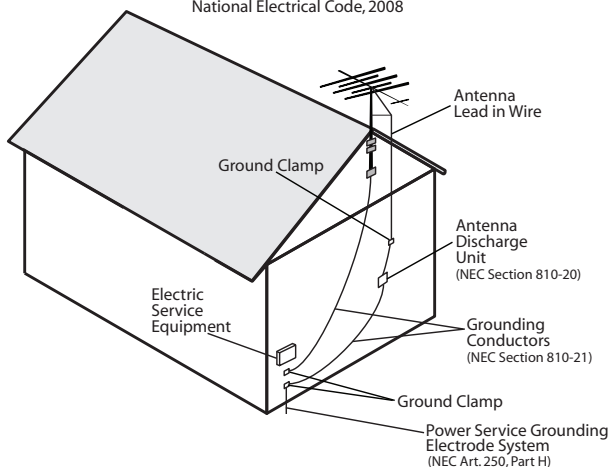 National Electrical Code, 2008
Antenna
Lead in Wire
Ground Clamp
Antenna
Discharge
Unit
(NEC Section 810-20)
Electric
Service
Equipment
Grounding
Conductors
(NEC Section 810-21)
Ground Clamp
Power Service Grounding
Electrode System
(NEC Art. 250, Part H)